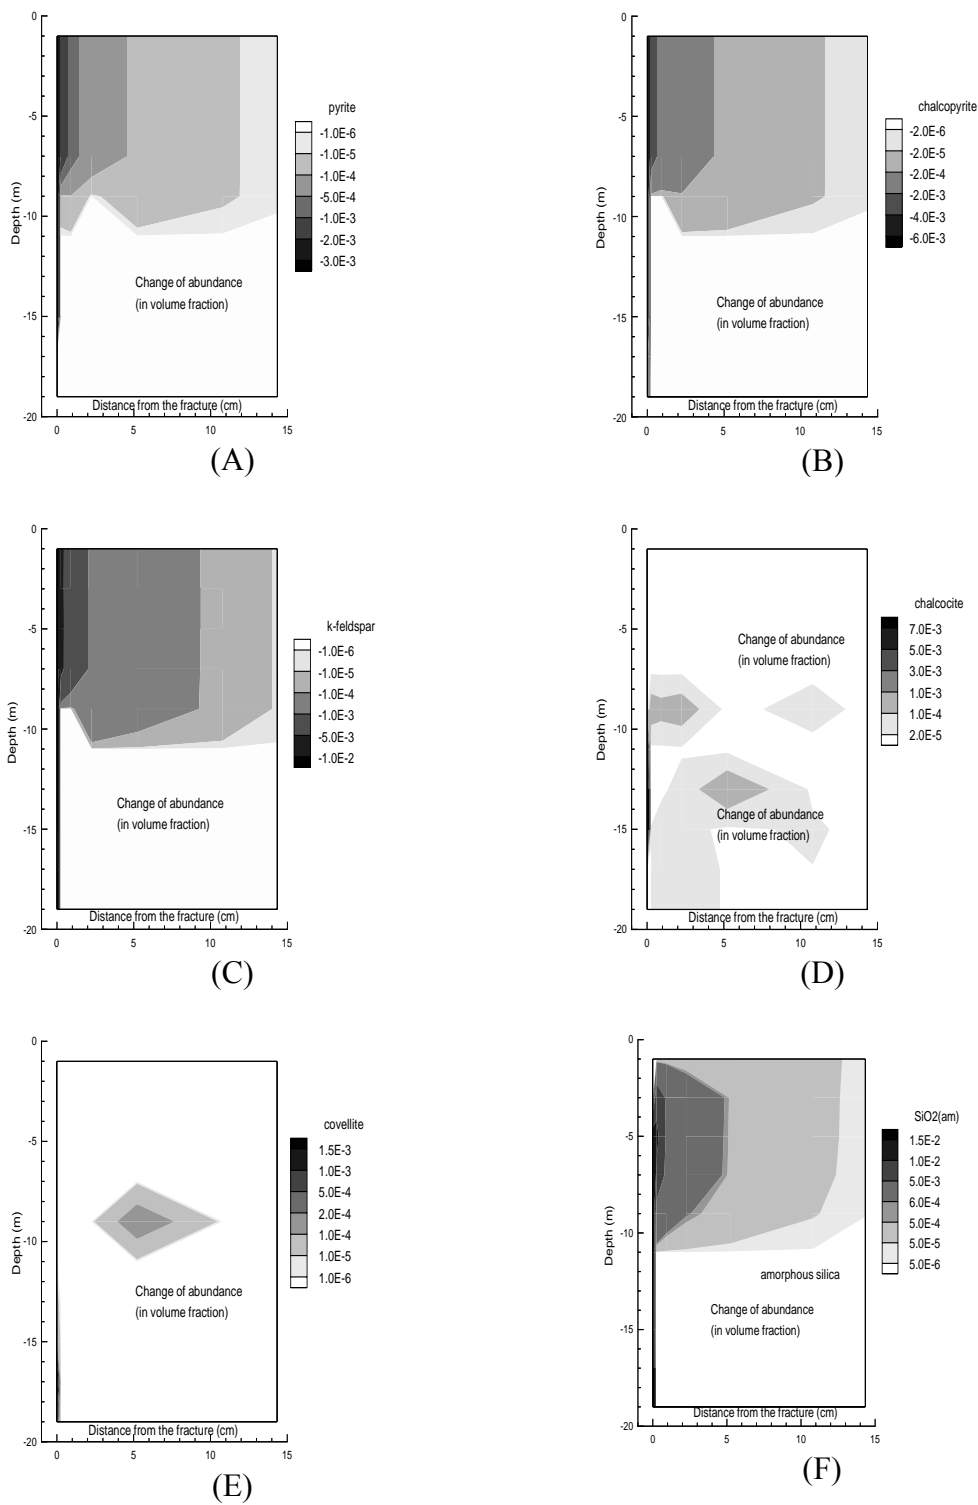 0
-5
-10
-15
-20
Depth (m)
pyrite
-1.0E-6
-1.0E-5
-1.0E-4
-5.0E-4
-1.0E-3
-2.0E-3
-3.0E-3
Change of abundance
(in volume fraction)
Distance from the fracture (cm)
0 5 10 15
(A)
0
-5
-10
-15
-20
Depth (m)
chalcopyrite
-2.0E-6
-2.0E-5
-2.0E-4
-2.0E-3
-4.0E-3
-6.0E-3
Change of abundance
(in volume fraction)
Distance from the fracture (cm)
0 5 10 15
(B)
0
-5
-10
-15
-20
Depth (m)
k-feldspar
-1.0E-6
-1.0E-5
-1.0E-4
-1.0E-3
-5.0E-3
-1.0E-2
Change of abundance
(in volume fraction)
Distance from the fracture (cm)
0 5 10 15
(C)
0
-5
-10
-15
-20
Depth (m)
chalcocite
7.0E-3
5.0E-3
3.0E-3
1.0E-3
1.0E-4
2.0E-5
Change of abundance
(in volume fraction)
Change of abundance
(in volume fraction)
Distance from the fracture (cm)
0 5 10 15
(D)
0
-5
-10
-15
-20
Depth (m)
covellite
1.5E-3
1.0E-3
5.0E-4
2.0E-4
1.0E-4
1.0E-5
1.0E-6
Change of abundance
(in volume fraction)
Distance from the fracture (cm)
0 5 10 15
(E)
0
-5
-10
-15
-20
Depth (m)
SiO2(am)
1.5E-2
1.0E-2
5.0E-3
6.0E-4
5.0E-4
5.0E-5
5.0E-6
amorphous silica
Change of abundance
(in volume fraction)
Distance from the fracture (cm)
0 5 10 15
(F)